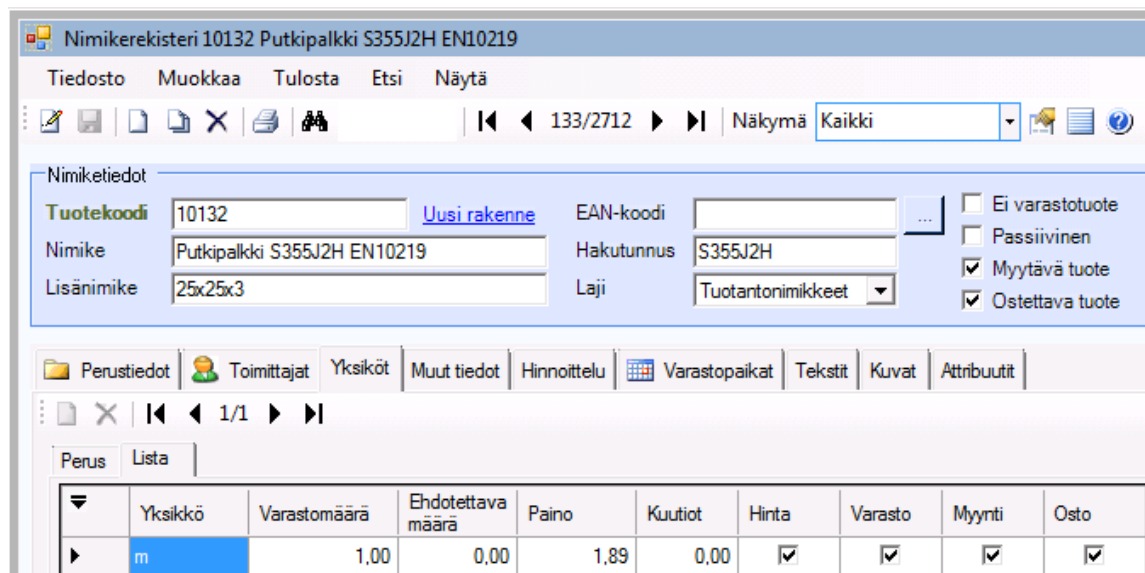 Nimikerekisteri 10132 Putkipalkki S355J2H EN10219
Tiedosto Muokkaa Tulosta Etsi Näytä
133/2712 Näkymä Kaikki
Nimiketiedot
Tuotekoodi 10132 Uusi rakenne EAN-koodi ... Ei varastotuote
Passiivinen
Nimike Putkipalkki S355J2H EN10219 Hakutunnus S355J2H
Myytävä tuote
Lisänimike 25x25x3 Laji Tuotantonimikkeet
Ostettava tuote
Perustiedot Toimittajat Yksiköt Muut tiedot Hinnoittelu Varastopaikat Tekstit Kuvat Attribuutit
1/1
Perus Lista
Yksikkö Varastomäärä Ehdotettava määrä Paino Kuutiot Hinta Varasto Myynti Osto
m 1,00 0,00 1,89 0,00